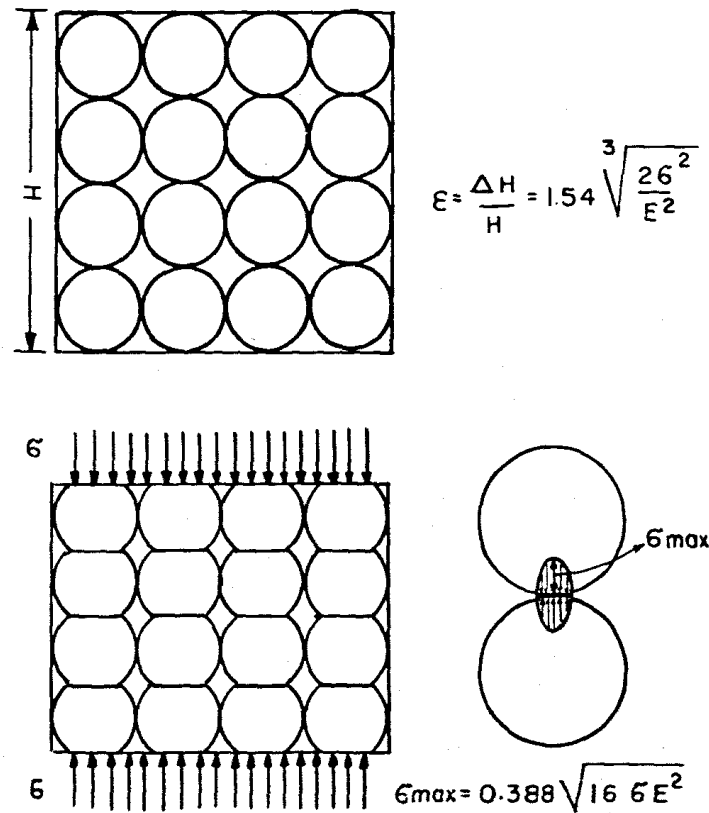 H
ε = ΔH / H = 1.54 ∛(2σ² / E²)
σ
σmax
σ
σmax = 0.388 √(16 σE²)